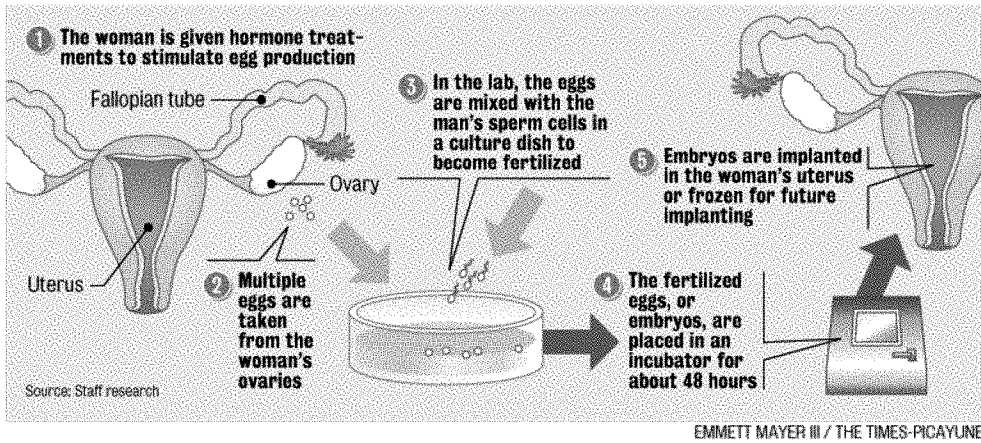 1 The woman is given hormone treat-
ments to stimulate egg production
Fallopian tube
Ovary
Uterus
2 Multiple
eggs are
taken
from the
woman's
ovaries
3 In the lab, the eggs
are mixed with the
man's sperm cells in
a culture dish to
become fertilized
4 The fertilized
eggs, or
embryos, are
placed in an
incubator for
about 48 hours
5 Embryos are implanted
in the woman's uterus
or frozen for future
implanting
Source: Staff research
EMMETT MAYER III / THE TIMES-PICAYUNE